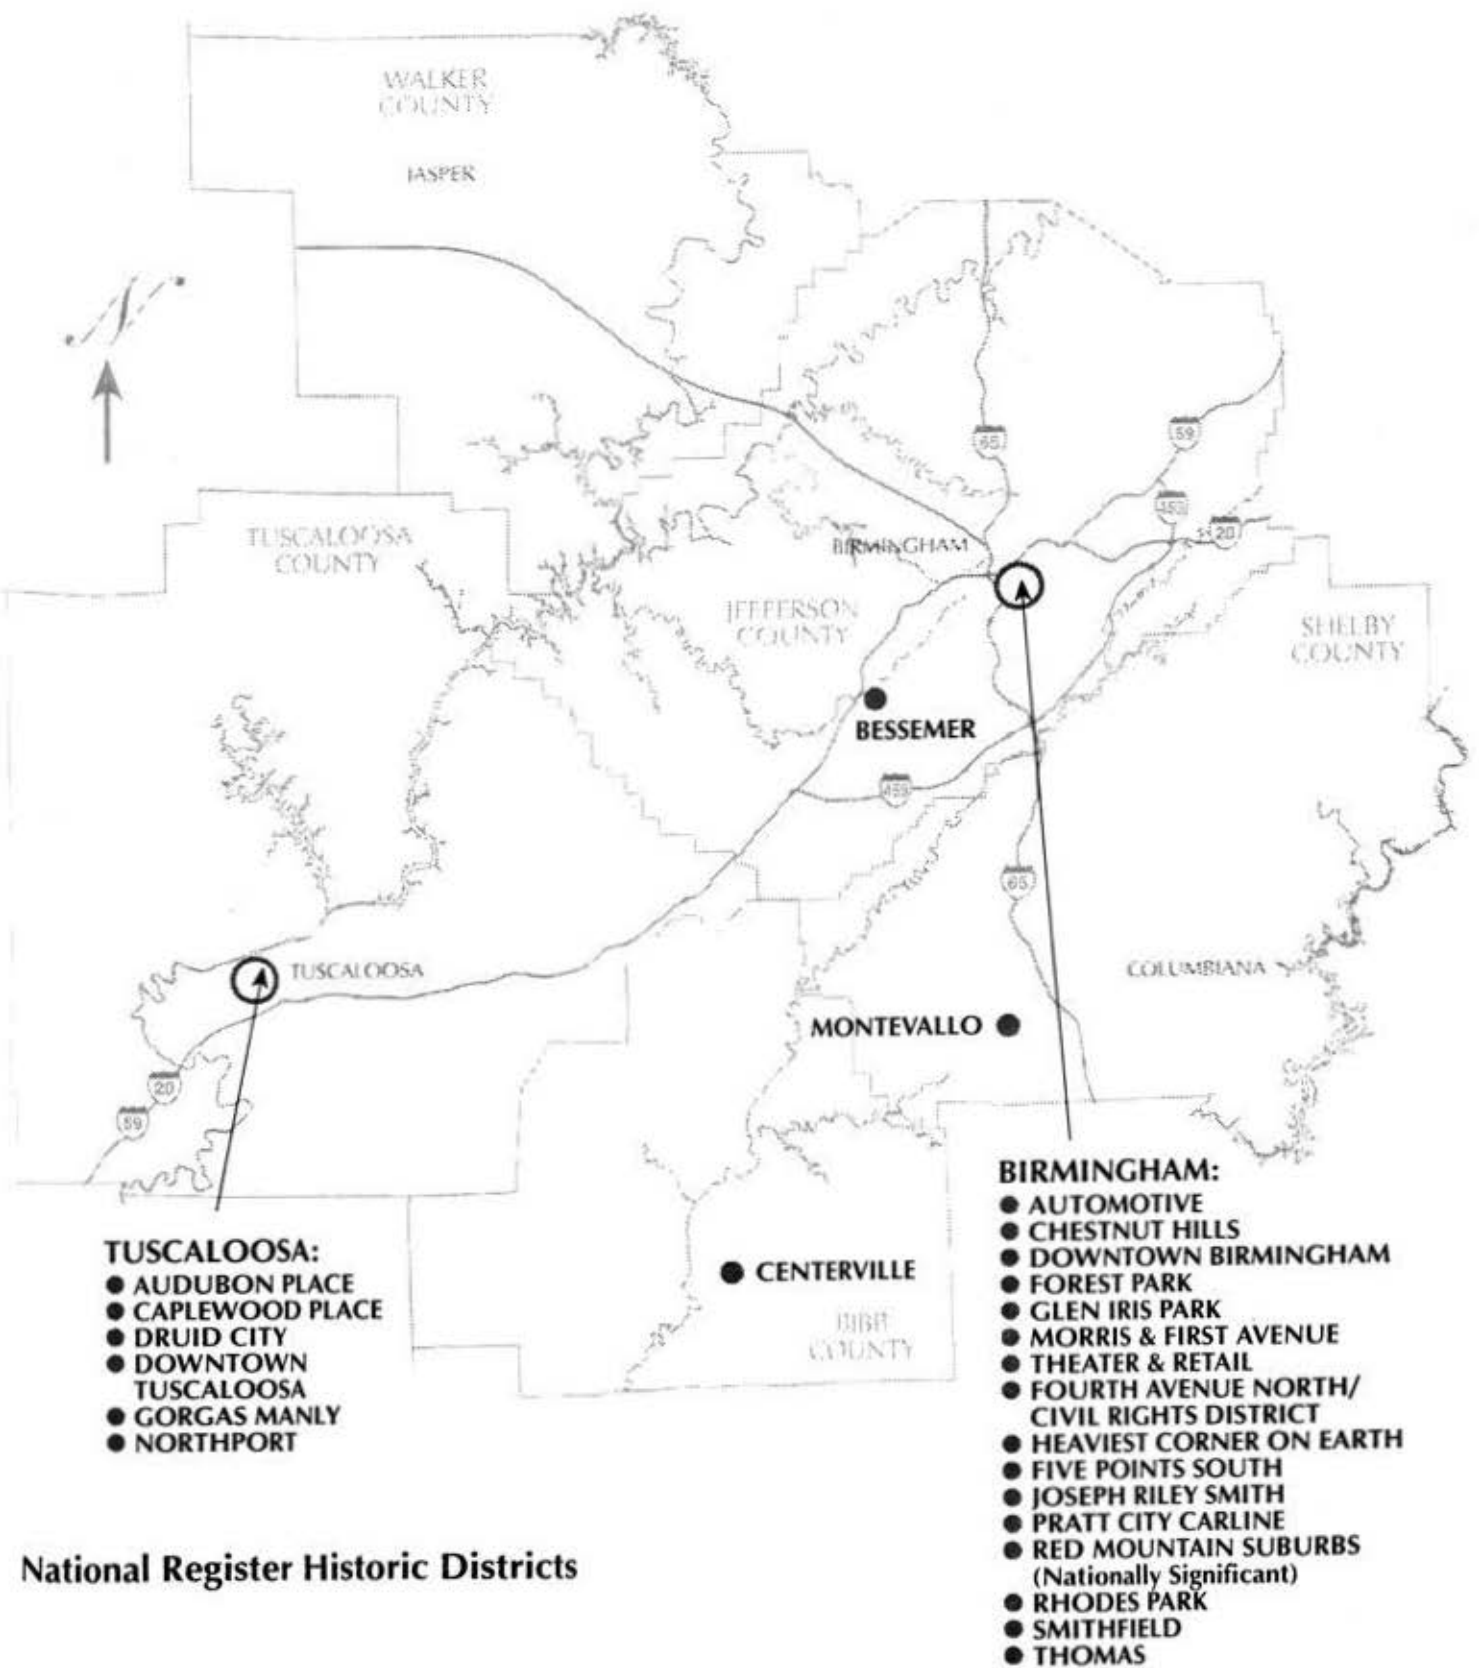 WALKER
COUNTY
JASPER
65
59
459
20
TUSCALOOSA
COUNTY
BIRMINGHAM
JEFFERSON
COUNTY
SHELBY
COUNTY
BESSEMER
459
65
TUSCALOOSA
COLUMBIANA
MONTEVALLO
20
59
CENTERVILLE
BIBB
COUNTY
TUSCALOOSA:
● AUDUBON PLACE
● CAPLEWOOD PLACE
● DRUID CITY
● DOWNTOWN
TUSCALOOSA
● GORGAS MANLY
● NORTHPORT
BIRMINGHAM:
● AUTOMOTIVE
● CHESTNUT HILLS
● DOWNTOWN BIRMINGHAM
● FOREST PARK
● GLEN IRIS PARK
● MORRIS & FIRST AVENUE
● THEATER & RETAIL
● FOURTH AVENUE NORTH/
CIVIL RIGHTS DISTRICT
● HEAVIEST CORNER ON EARTH
● FIVE POINTS SOUTH
● JOSEPH RILEY SMITH
● PRATT CITY CARLINE
● RED MOUNTAIN SUBURBS
(Nationally Significant)
● RHODES PARK
● SMITHFIELD
● THOMAS
National Register Historic Districts